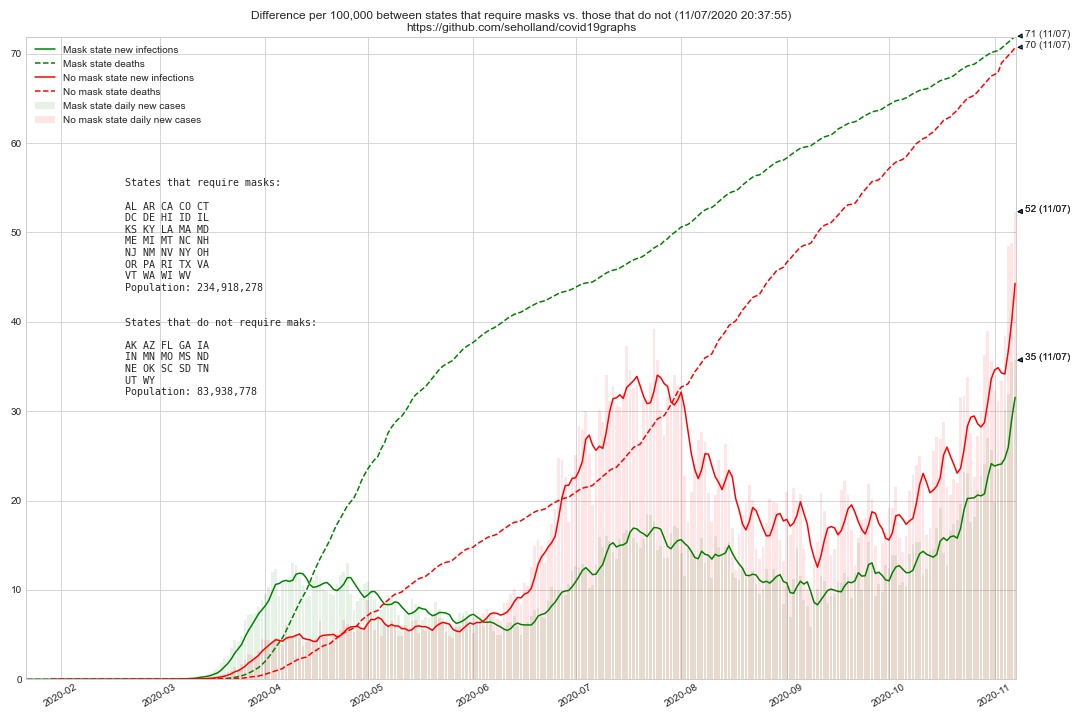 Difference per 100,000 between states that require masks vs. those that do not (11/07/2020 20:37:55)
https://github.com/seholland/covid19graphs
Mask state new infections
Mask state deaths
No mask state new infections
No mask state deaths
Mask state daily new cases
No mask state daily new cases
States that require masks:
AL AR CA CO CT
DC DE HI ID IL
KS KY LA MA MD
ME MI MT NC NH
NJ NM NV NY OH
OR PA RI TX VA
VT WA WI WV
Population: 234,918,278
States that do not require maks:
AK AZ FL GA IA
IN MN MO MS ND
NE OK SC SD TN
UT WY
Population: 83,938,778
71 (11/07)
70 (11/07)
52 (11/07)
35 (11/07)
70
60
50
40
30
20
10
0
2020-02
2020-03
2020-04
2020-05
2020-06
2020-07
2020-08
2020-09
2020-10
2020-11